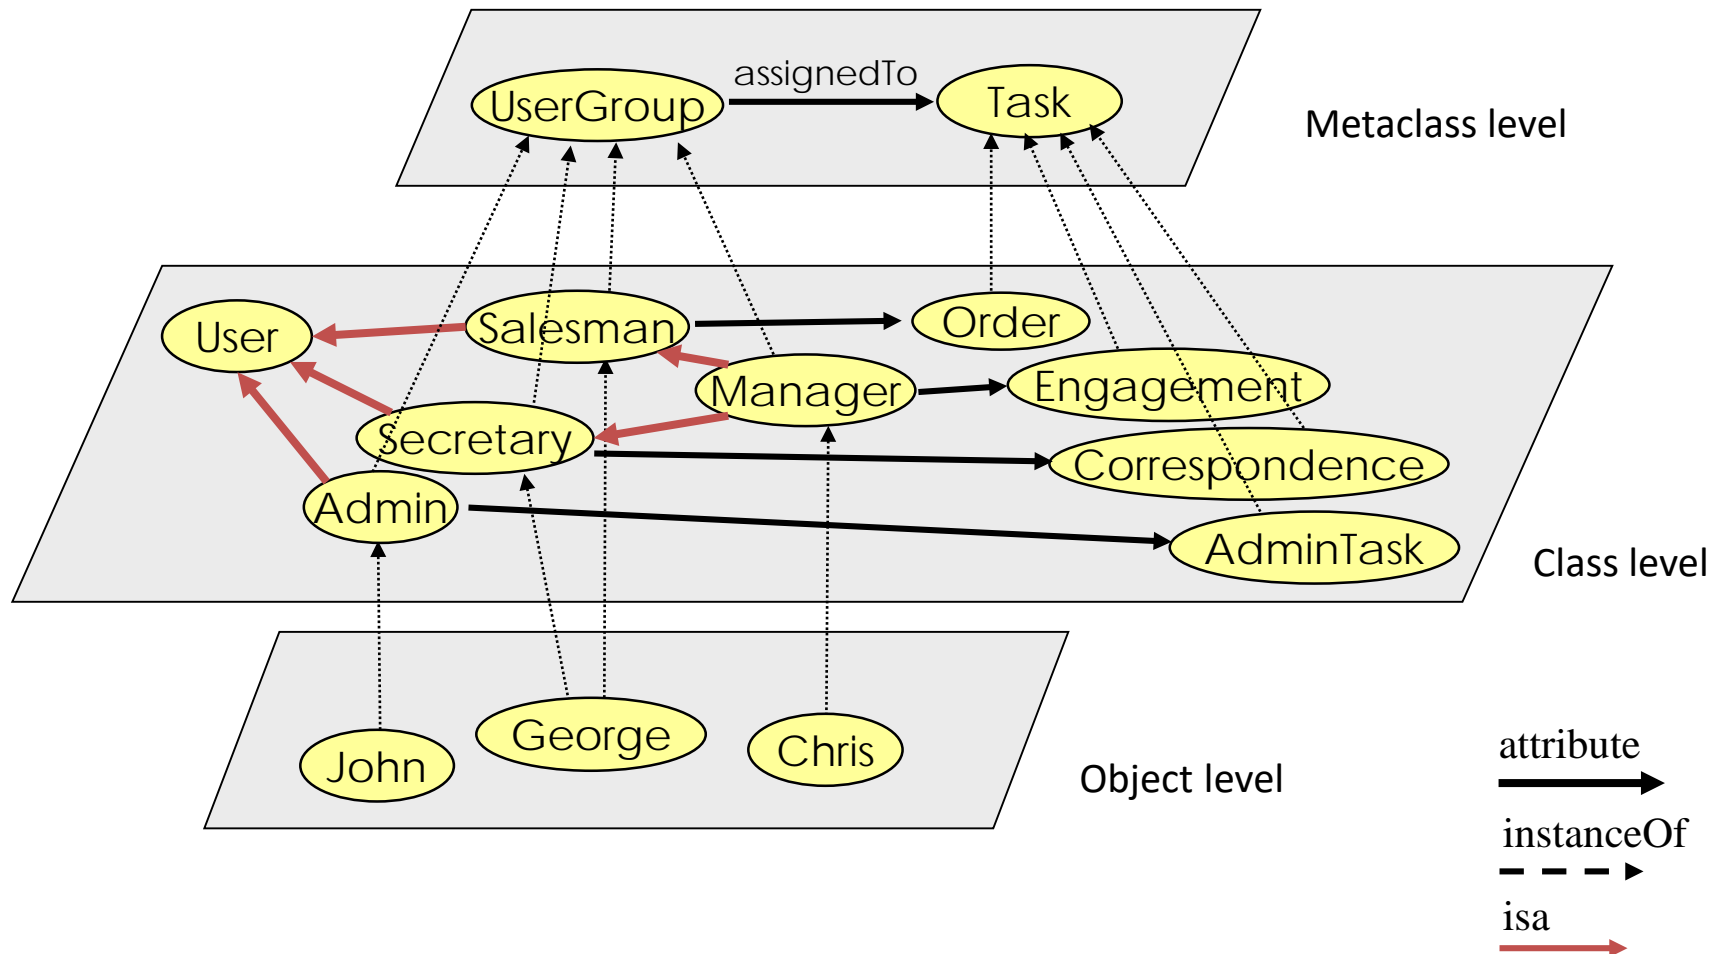 assignedTo
UserGroup
Task
Metaclass level
User
Salesman
Order
Manager
Engagement
Secretary
Correspondence
Admin
AdminTask
Class level
John
George
Chris
Object level
attribute
instanceOf
isa